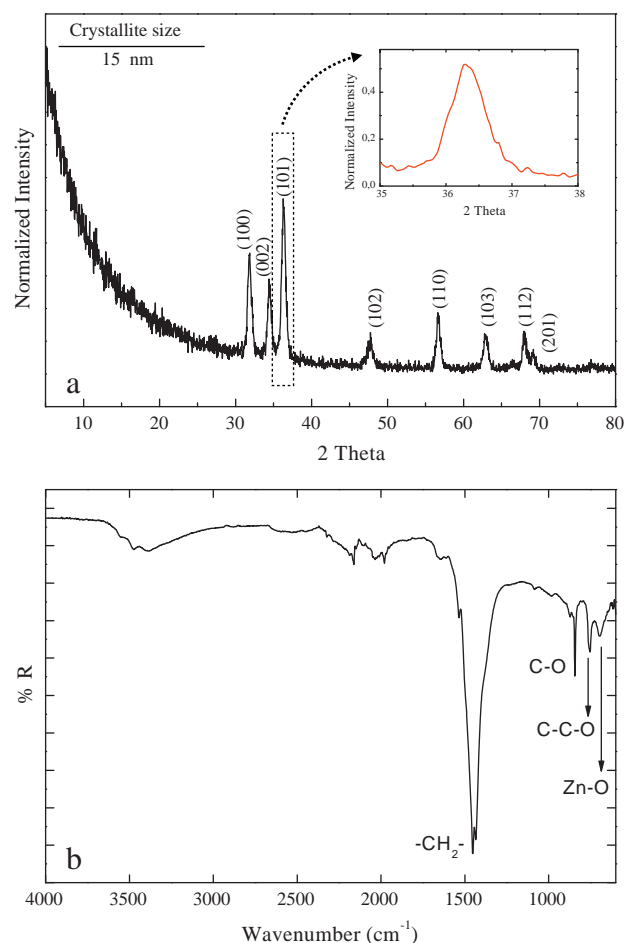 Crystallite size
15 nm
Normalized Intensity
(100)
(002)
(101)
(102)
(110)
(103)
(112)
(201)
Normalized Intensity
0,4
0,2
0,0
35
36
37
38
2 Theta
a
10
20
30
40
50
60
70
80
2 Theta
% R
C-O
C-C-O
Zn-O
-CH₂-
b
4000
3500
3000
2500
2000
1500
1000
Wavenumber (cm⁻¹)